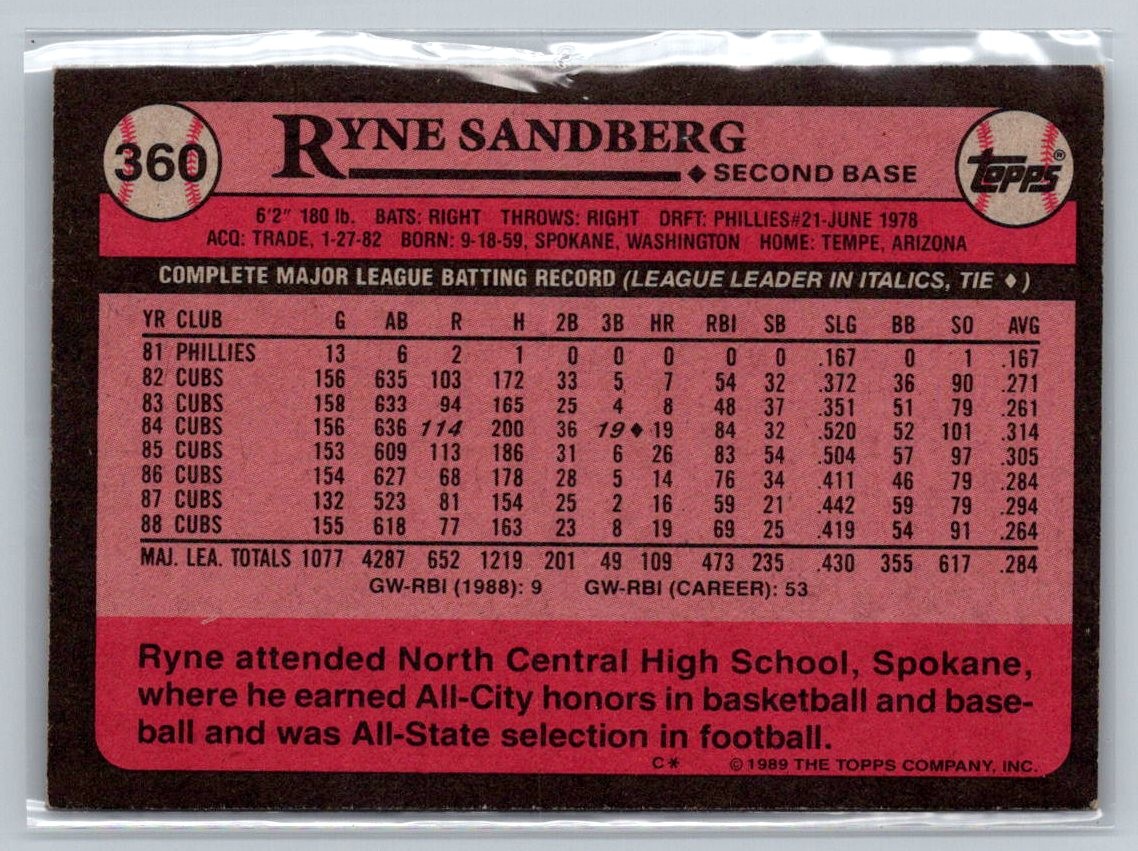 360
RYNE SANDBERG
◆ SECOND BASE
Topps®
6'2" 180 lb. BATS: RIGHT THROWS: RIGHT DRFT: PHILLIES#21-JUNE 1978
ACQ: TRADE, 1-27-82 BORN: 9-18-59, SPOKANE, WASHINGTON HOME: TEMPE, ARIZONA
COMPLETE MAJOR LEAGUE BATTING RECORD (LEAGUE LEADER IN ITALICS, TIE ♦)
YR CLUB G AB R H 2B 3B HR RBI SB SLG BB SO AVG
81 PHILLIES 13 6 2 1 0 0 0 0 0 .167 0 1 .167
82 CUBS 156 635 103 172 33 5 7 54 32 .372 36 90 .271
83 CUBS 158 633 94 165 25 4 8 48 37 .351 51 79 .261
84 CUBS 156 636 114 200 36 19♦ 19 84 32 .520 52 101 .314
85 CUBS 153 609 113 186 31 6 26 83 54 .504 57 97 .305
86 CUBS 154 627 68 178 28 5 14 76 34 .411 46 79 .284
87 CUBS 132 523 81 154 25 2 16 59 21 .442 59 79 .294
88 CUBS 155 618 77 163 23 8 19 69 25 .419 54 91 .264
MAJ. LEA. TOTALS 1077 4287 652 1219 201 49 109 473 235 .430 355 617 .284
GW-RBI (1988): 9 GW-RBI (CAREER): 53
Ryne attended North Central High School, Spokane,
where he earned All-City honors in basketball and base-
ball and was All-State selection in football.
C* ©1989 THE TOPPS COMPANY, INC.